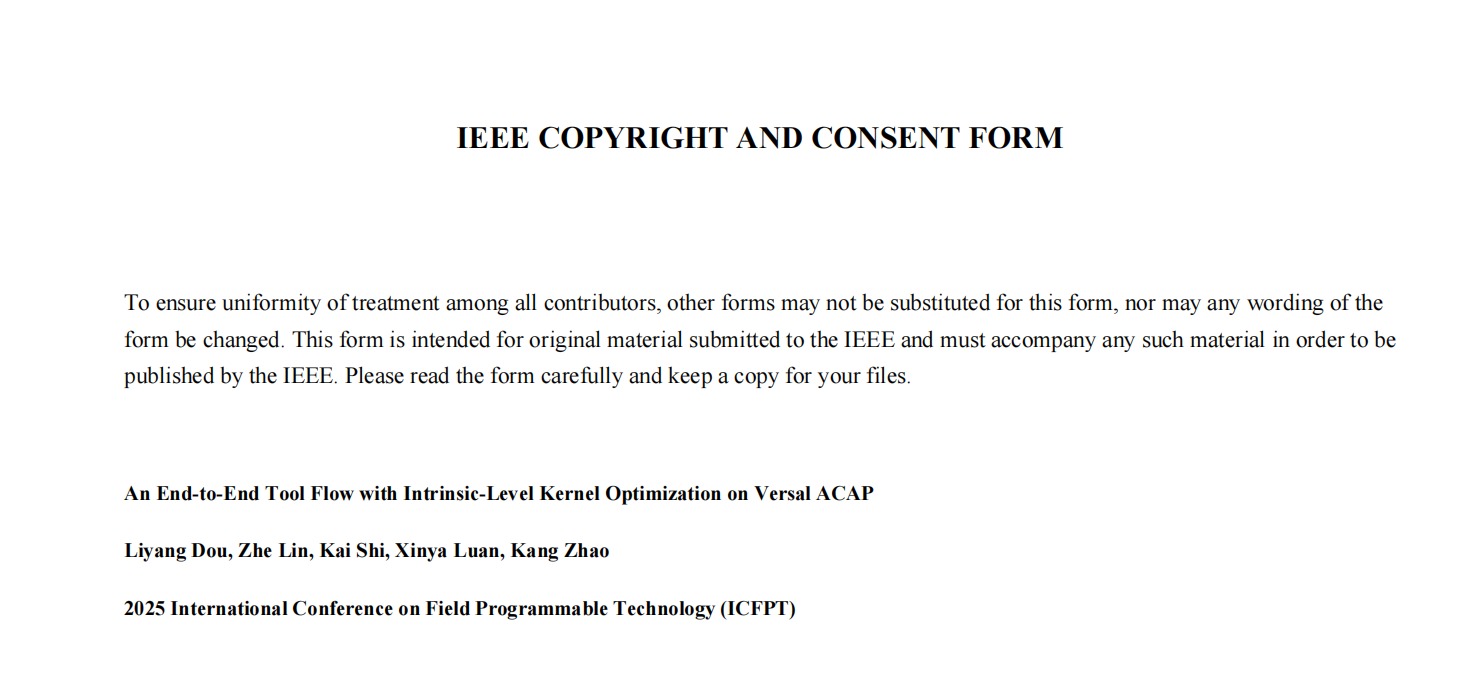 IEEE COPYRIGHT AND CONSENT FORM
To ensure uniformity of treatment among all contributors, other forms may not be substituted for this form, nor may any wording of the
form be changed. This form is intended for original material submitted to the IEEE and must accompany any such material in order to be
published by the IEEE. Please read the form carefully and keep a copy for your files.
An End-to-End Tool Flow with Intrinsic-Level Kernel Optimization on Versal ACAP
Liyang Dou, Zhe Lin, Kai Shi, Xinya Luan, Kang Zhao
2025 International Conference on Field Programmable Technology (ICFPT)